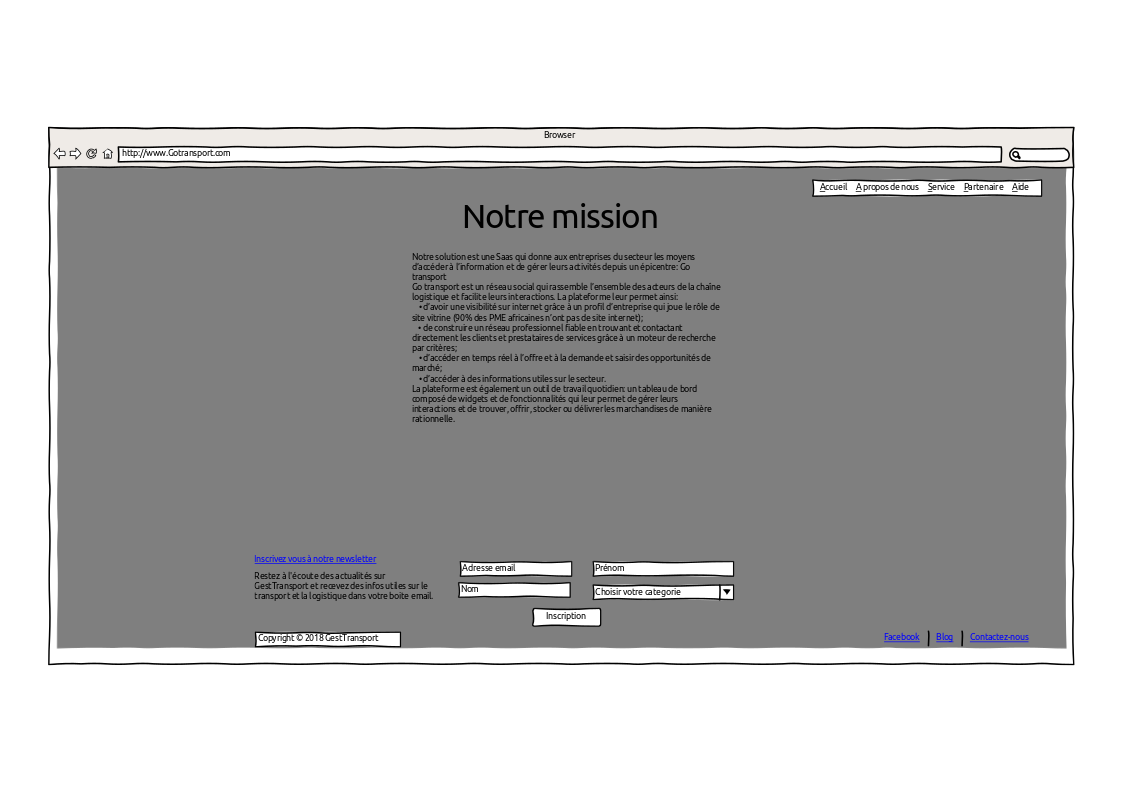 Browser
http://www.Gotransport.com
Accueil A propos de nous Service Partenaire Aide
Notre mission
Notre solution est une Saas qui donne aux entreprises du secteur les moyens
d'accéder à l'information et de gérer leurs activités depuis un épicentre: Go
transport
Go transport est un réseau social qui rassemble l'ensemble des acteurs de la chaîne
logistique et facilite leurs interactions. La plateforme leur permet ainsi:
• d'avoir une visibilité sur internet grâce à un profil d'entreprise qui joue le rôle de
site vitrine (90% des PME africaines n'ont pas de site internet);
• de construire un réseau professionnel fiable en trouvant et contactant
directement les clients et prestataires de services grâce à un moteur de recherche
par critères;
• d'accéder en temps réel à l'offre et à la demande et saisir des opportunités de
marché;
• d'accéder à des informations utiles sur le secteur.
La plateforme est également un outil de travail quotidien: un tableau de bord
composé de widgets et de fonctionnalités qui leur permet de gérer leurs
interactions et de trouver, offrir, stocker ou délivrer les marchandises de manière
rationnelle.
Inscrivez vous à notre newsletter
Restez à l'écoute des actualités sur
GestTransport et recevez des infos utiles sur le
transport et la logistique dans votre boite email.
Adresse email Prénom
Nom Choisir votre categorie
Inscription
Copyright © 2018 GestTransport
Facebook Blog Contactez-nous